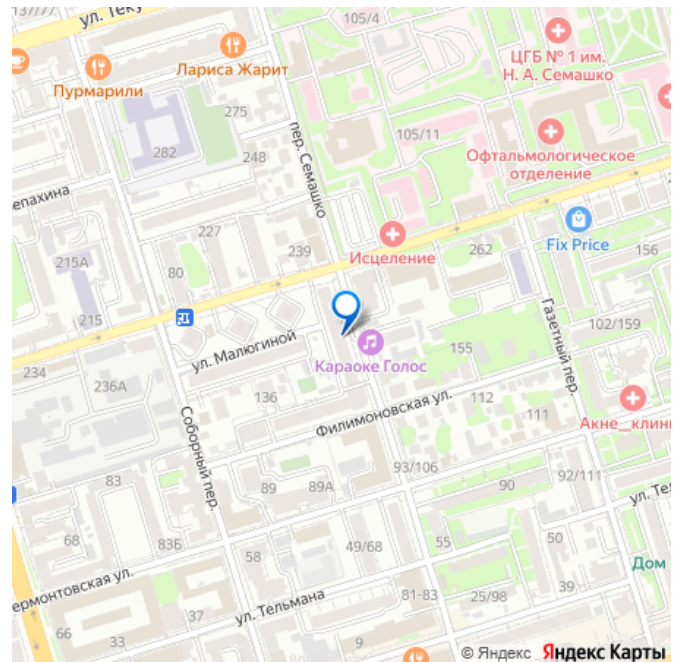 137/77
ул. Теку
105/4
ЦГБ № 1 им.
Н. А. Семашко
Лариса Жарит
Пурмарили
275
пер. Семашко
105/11
282
248
Офтальмологическое
отделение
епахина
227
239
Исцеление
262
Fix Price
156
215А
80
215
Газетный пер.
102/159
ул. Малюгиной
Караоке Голос
155
234
236А
136
Соборный пер.
Филимоновская ул.
112
111
Акне_клини
93/106
92/111
83
89
89А
90
ул. Те
68
83Б
58
49/68
55
50
Дом
ермонтовская ул.
ул. Тельмана
81-83
25/98
39
37
66
33
9
© Яндекс Яндекс Карты